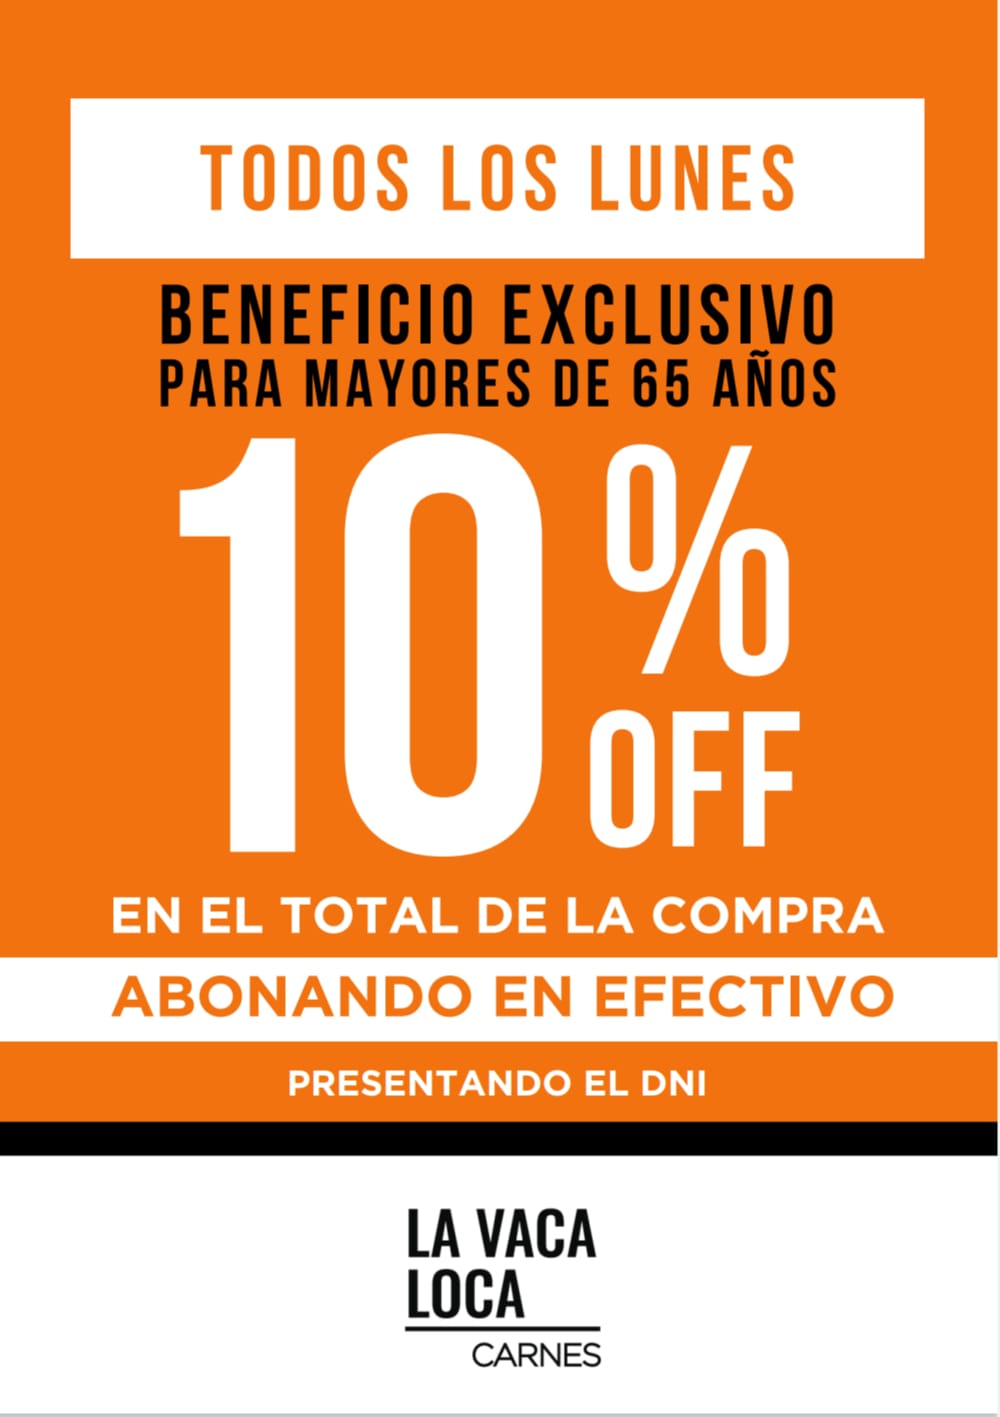 TODOS LOS LUNES
BENEFICIO EXCLUSIVO
PARA MAYORES DE 65 AÑOS
10%
OFF
EN EL TOTAL DE LA COMPRA
ABONANDO EN EFECTIVO
PRESENTANDO EL DNI
LA VACA
LOCA
CARNES